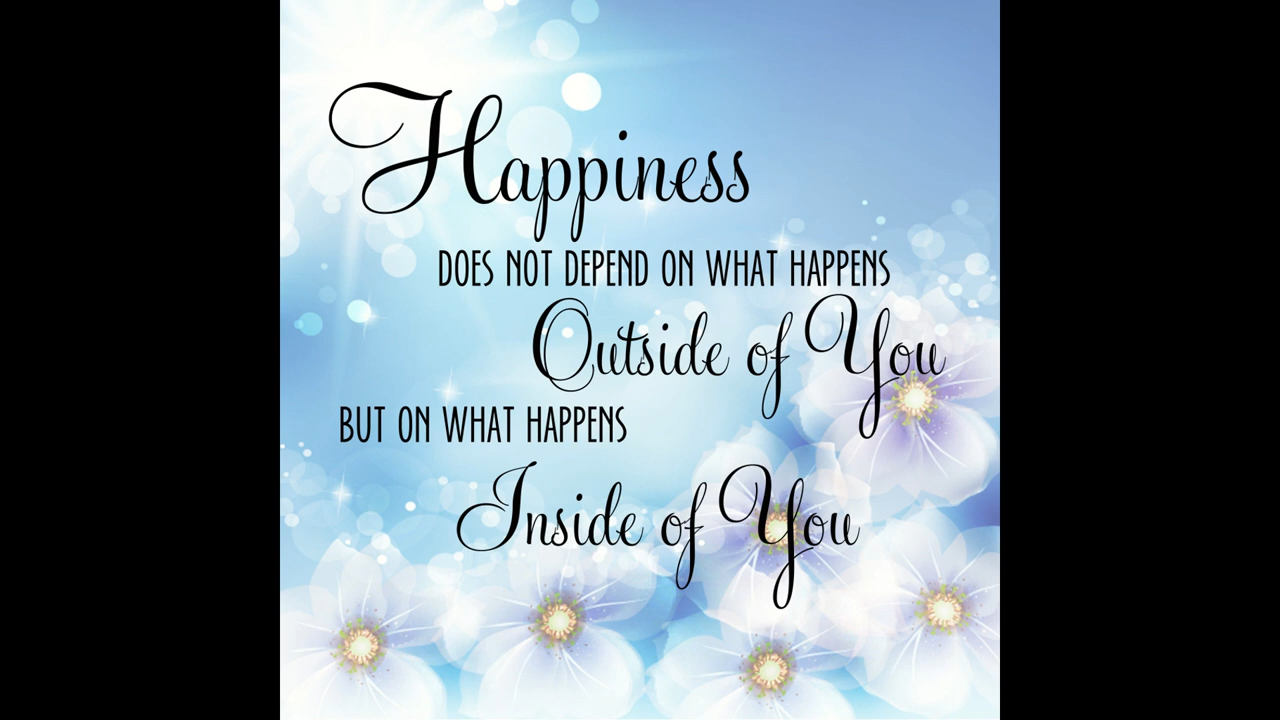 Happiness
DOES NOT DEPEND ON WHAT HAPPENS
Outside of You
BUT ON WHAT HAPPENS
Inside of You